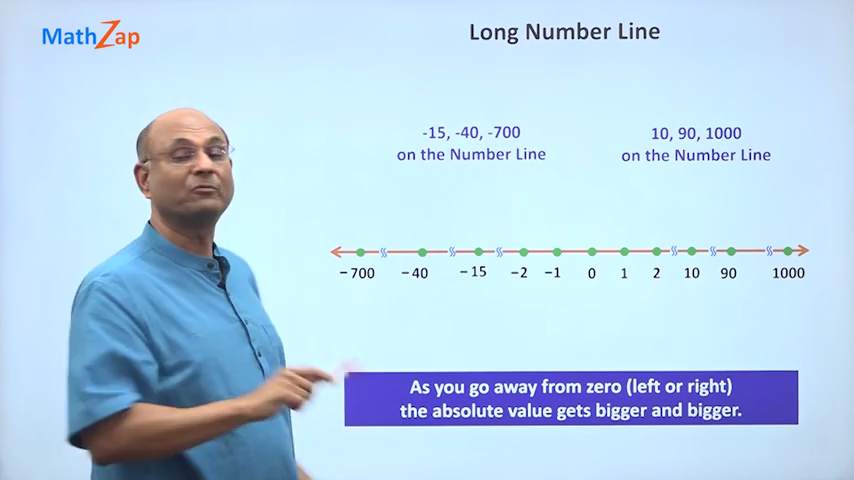 MathZap
Long Number Line
-15, -40, -700
on the Number Line
10, 90, 1000
on the Number Line
−700 −40 −15 −2 −1 0 1 2 10 90 1000
As you go away from zero (left or right)
the absolute value gets bigger and bigger.